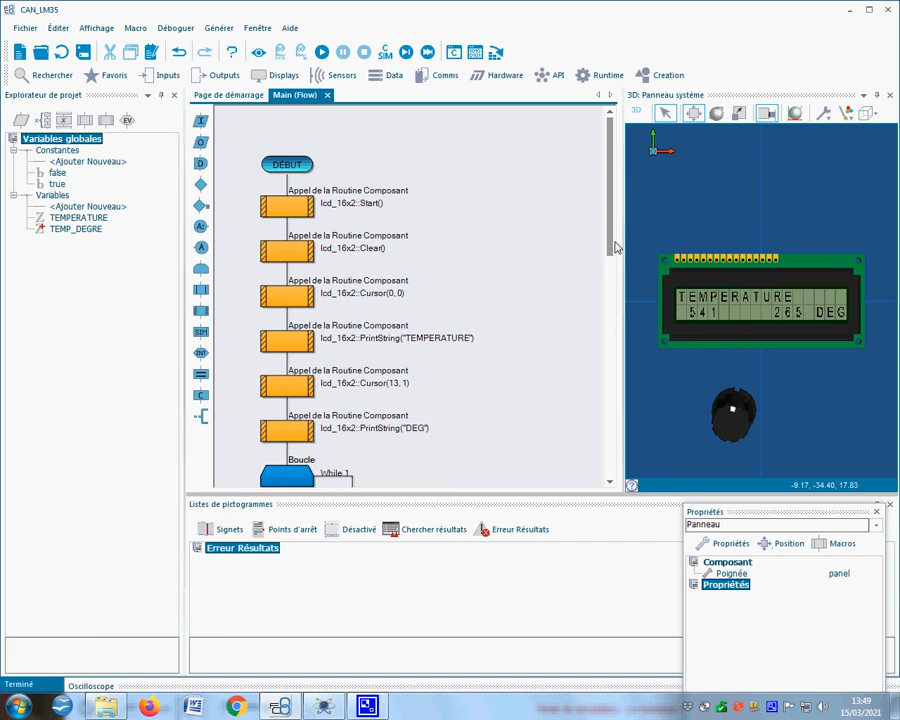 CAN_LM35
Fichier Éditer Affichage Macro Déboguer Générer Fenêtre Aide
Rechercher Favoris Inputs Outputs Displays Sensors Data Comms Hardware API Runtime Creation
Explorateur de projet
Variables globales
Constantes
<Ajouter Nouveau>
false
true
Variables
<Ajouter Nouveau>
TEMPERATURE
TEMP_DEGRE
Page de démarrage Main (Flow)
DÉBUT
Appel de la Routine Composant
lcd_16x2::Start()
Appel de la Routine Composant
lcd_16x2::Clear()
Appel de la Routine Composant
lcd_16x2::Cursor(0, 0)
Appel de la Routine Composant
lcd_16x2::PrintString("TEMPERATURE")
Appel de la Routine Composant
lcd_16x2::Cursor(13, 1)
Appel de la Routine Composant
lcd_16x2::PrintString("DEG")
Boucle
While 1
3D: Panneau système
3D
TEMPERATURE
541 265 DEG
-9.17, -34.40, 17.83
Listes de pictogrammes
Signets Points d'arrêt Désactivé Chercher résultats Erreur Résultats
Erreur Résultats
Propriétés
Panneau
Propriétés Position Macros
Composant
Poignée panel
Propriétés
Terminé
Oscilloscope
13:49
15/03/2021